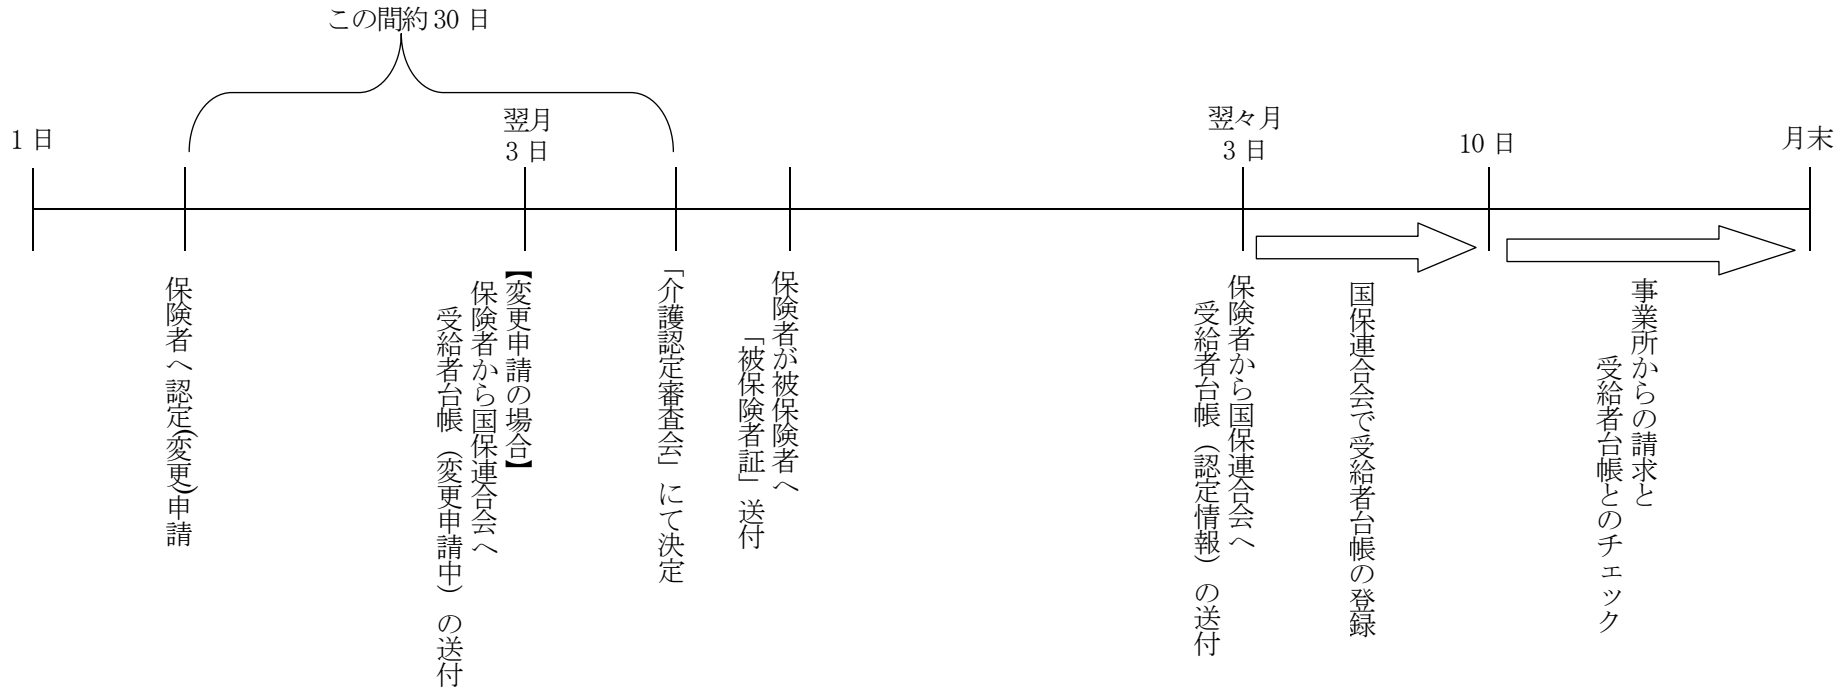 この間約30日
1日
翌月
3日
翌々月
3日
10日
月末
保険者へ認定(変更)申請
【変更申請の場合】
保険者から国保連合会へ
受給者台帳（変更申請中）の送付
「介護認定審査会」にて決定
保険者が被保険者へ
「被保険者証」送付
保険者から国保連合会へ
受給者台帳（認定情報）の送付
国保連合会で受給者台帳の登録
事業所からの請求と
受給者台帳とのチェック